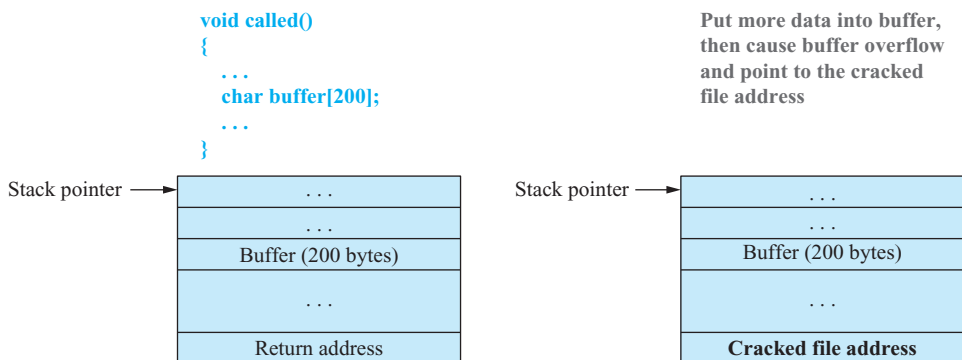 void called()
{
. . .
char buffer[200];
. . .
}
Put more data into buffer,
then cause buffer overflow
and point to the cracked
file address
Stack pointer
. . .
. . .
Buffer (200 bytes)
. . .
Return address
Stack pointer
. . .
. . .
Buffer (200 bytes)
. . .
Cracked file address